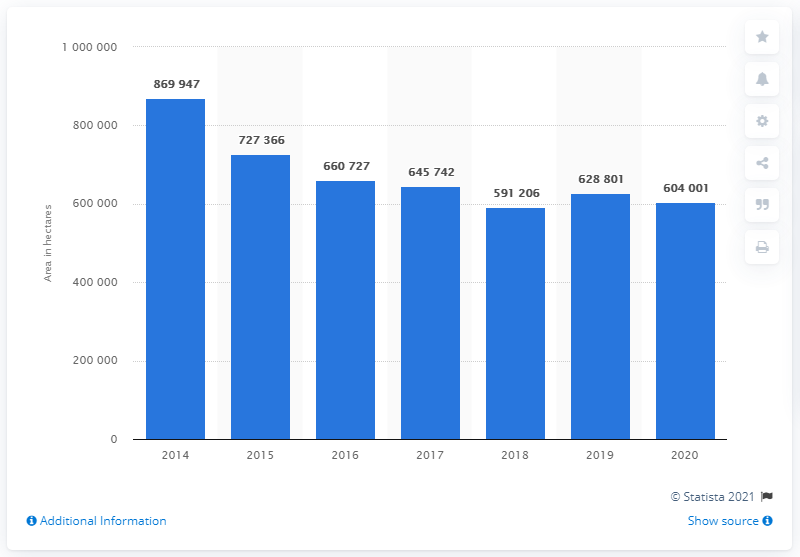 1 000 000
800 000
600 000
400 000
200 000
0
Area in hectares
869 947
727 366
660 727
645 742
591 206
628 801
604 001
2014 2015 2016 2017 2018 2019 2020
© Statista 2021
Additional Information
Show source